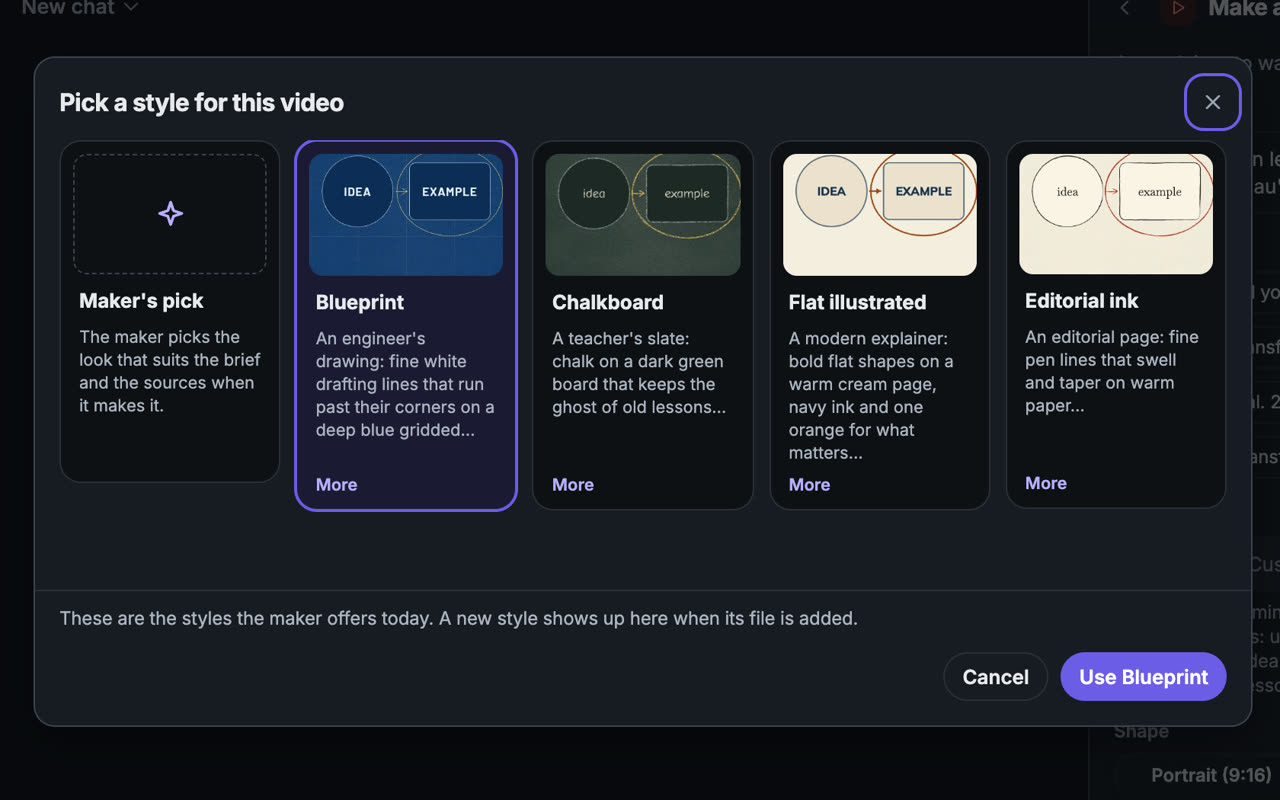 New chat
Make a
Pick a style for this video
IDEA
EXAMPLE
idea
example
IDEA
EXAMPLE
idea
example
Maker's pick
The maker picks the
look that suits the brief
and the sources when
it makes it.
Blueprint
An engineer's
drawing: fine white
drafting lines that run
past their corners on a
deep blue gridded...
More
Chalkboard
A teacher's slate:
chalk on a dark green
board that keeps the
ghost of old lessons...
More
Flat illustrated
A modern explainer:
bold flat shapes on a
warm cream page,
navy ink and one
orange for what
matters...
More
Editorial ink
An editorial page: fine
pen lines that swell
and taper on warm
paper...
More
These are the styles the maker offers today. A new style shows up here when its file is added.
Cancel
Use Blueprint
Shape
Portrait (9:16)